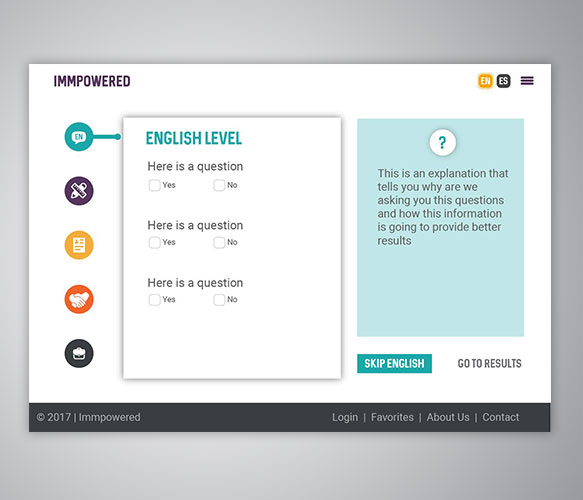 IMMPOWERED
EN ES
EN
ENGLISH LEVEL
Here is a question
Yes No
Here is a question
Yes No
Here is a question
Yes No
?
This is an explanation that
tells you why are we
asking you this questions
and how this information
is going to provide better
results
SKIP ENGLISH
GO TO RESULTS
© 2017 | Immpowered
Login | Favorites | About Us | Contact